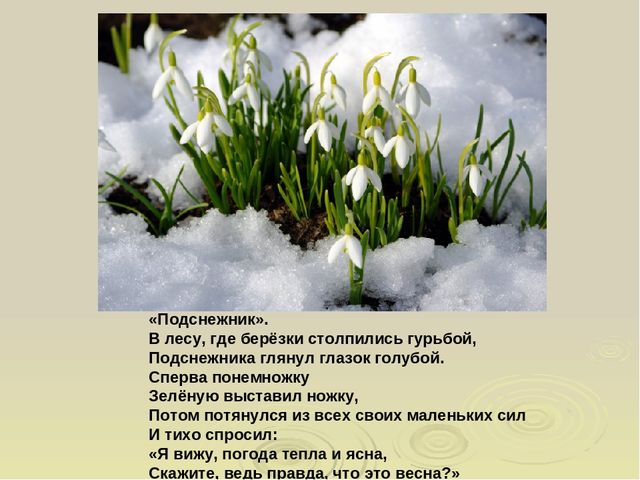 «Подснежник».
В лесу, где берёзки столпились гурьбой,
Подснежника глянул глазок голубой.
Сперва понемножку
Зелёную выставил ножку,
Потом потянулся из всех своих маленьких сил
И тихо спросил:
«Я вижу, погода тепла и ясна,
Скажите, ведь правда, что это весна?»